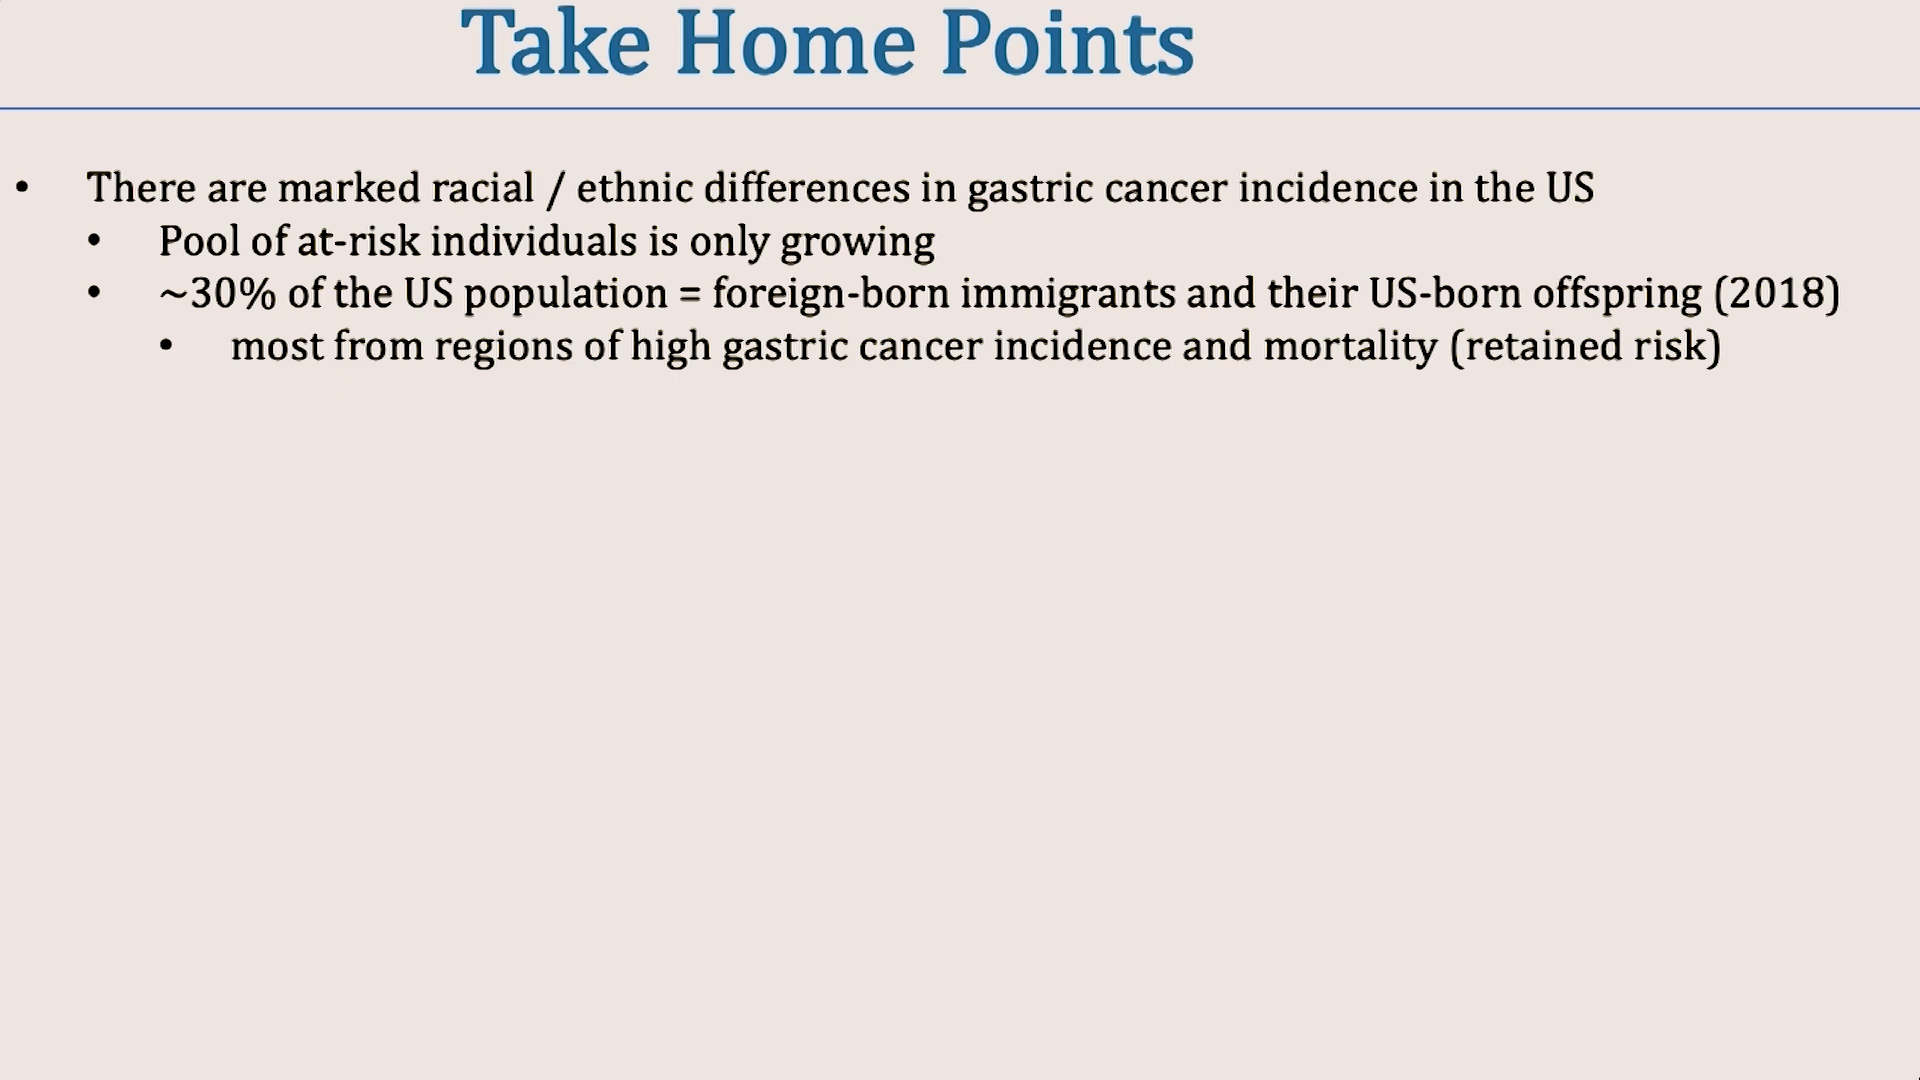 Take Home Points
• There are marked racial / ethnic differences in gastric cancer incidence in the US
• Pool of at-risk individuals is only growing
• ~30% of the US population = foreign-born immigrants and their US-born offspring (2018)
• most from regions of high gastric cancer incidence and mortality (retained risk)